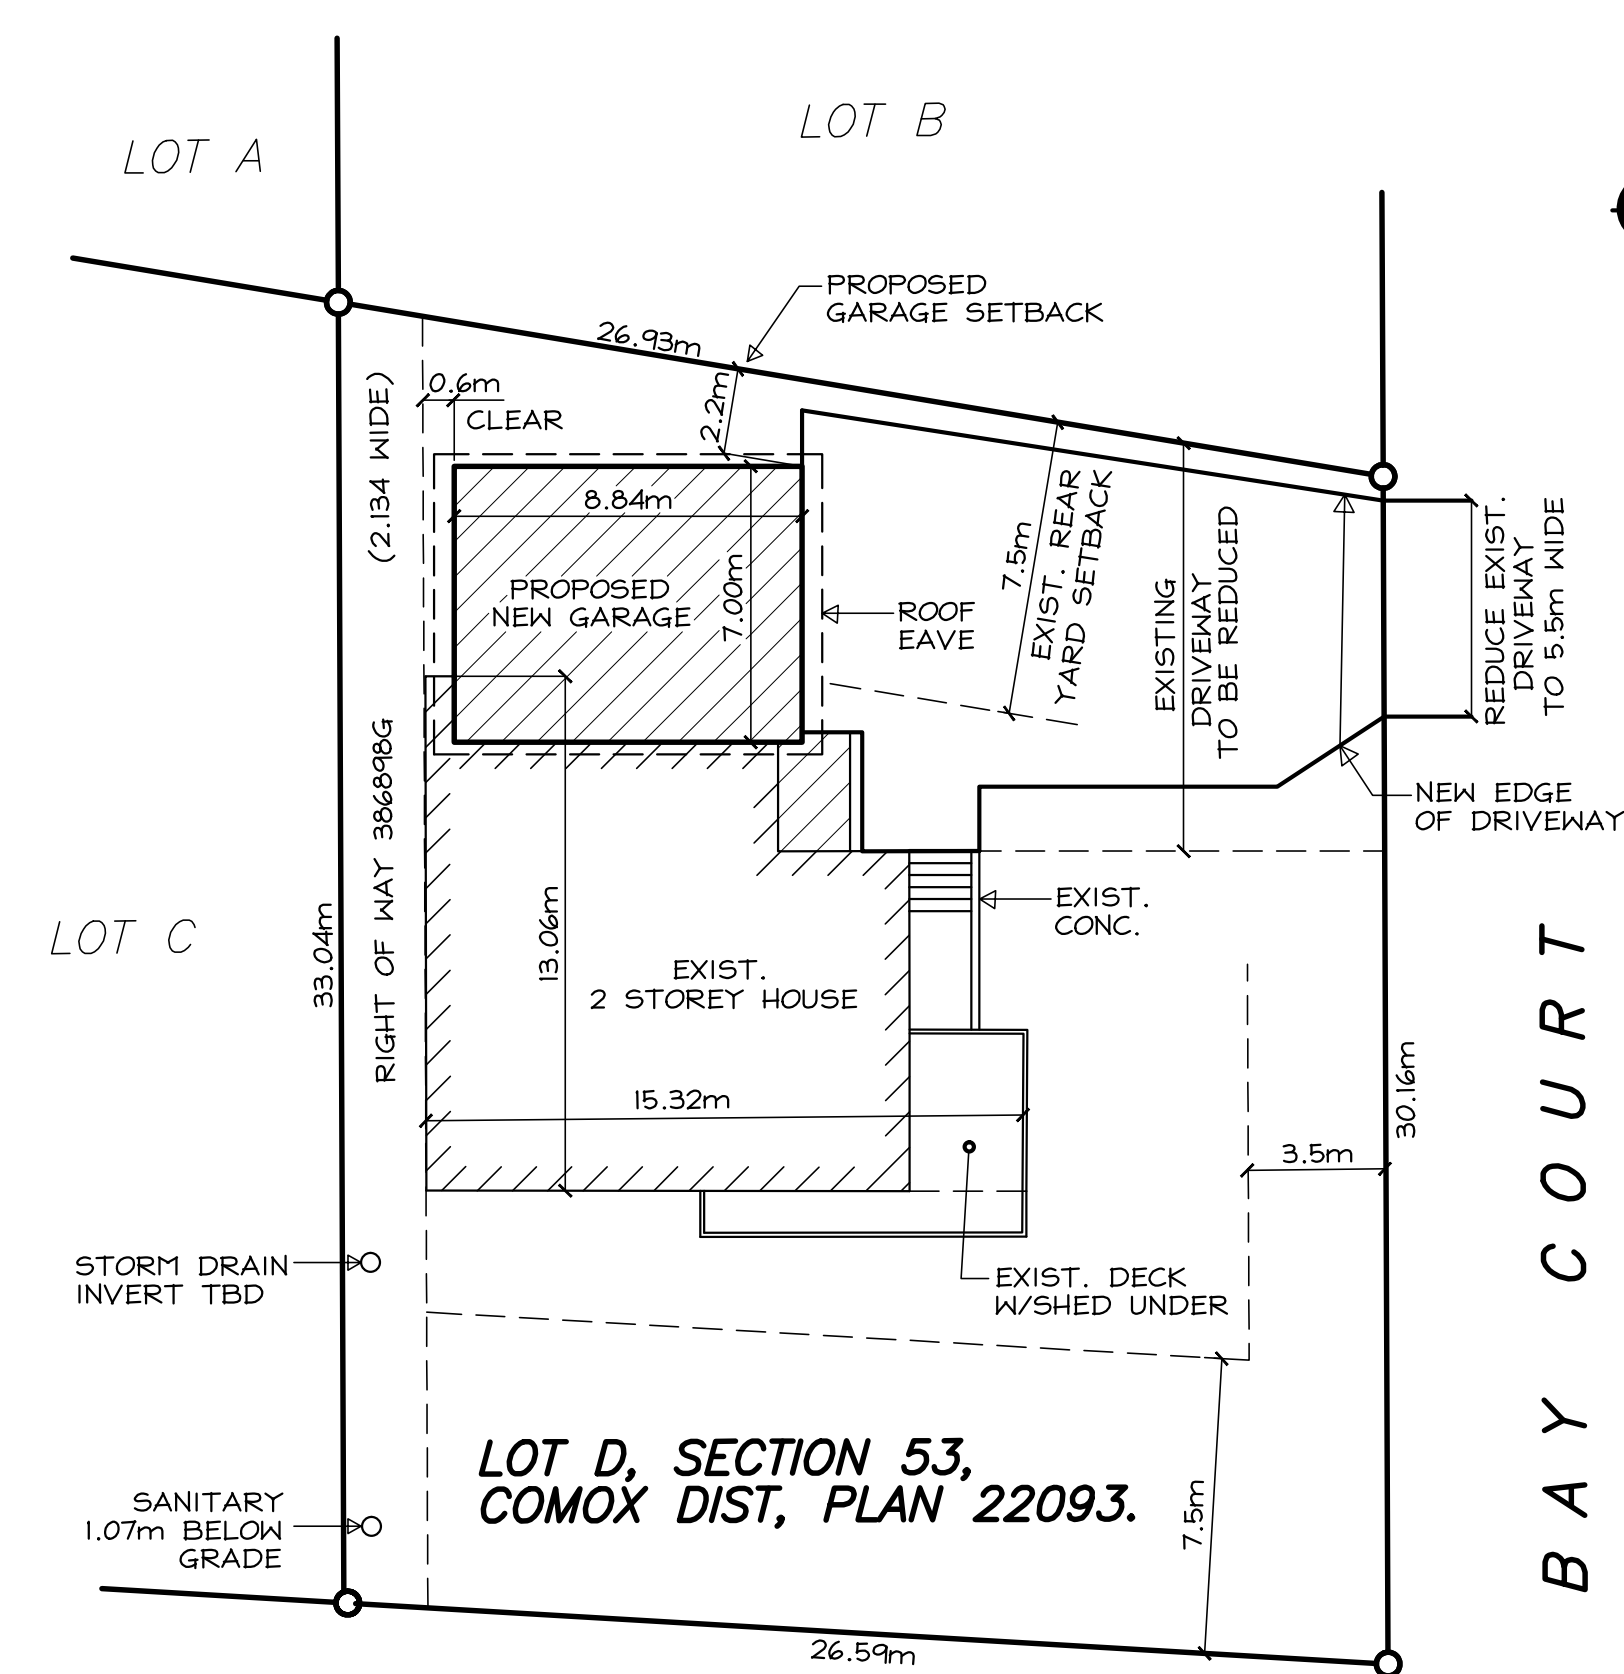 LOT A
LOT B
PROPOSED
GARAGE SETBACK
26.93m
0.6m
CLEAR
2.2m
(2.134 WIDE)
RIGHT OF WAY 386898G
8.84m
PROPOSED
NEW GARAGE
7.00m
ROOF
EAVE
7.5m
EXIST. REAR
YARD SETBACK
EXISTING
DRIVEWAY
TO BE REDUCED
REDUCE EXIST.
DRIVEWAY
TO 5.5m WIDE
NEW EDGE
OF DRIVEWAY
LOT C
33.04m
13.06m
EXIST.
CONC.
EXIST.
2 STOREY HOUSE
15.32m
30.16m
3.5m
BAY COURT
STORM DRAIN
INVERT TBD
EXIST. DECK
W/SHED UNDER
LOT D, SECTION 53,
COMOX DIST, PLAN 22093.
7.5m
SANITARY
1.07m BELOW
GRADE
26.59m